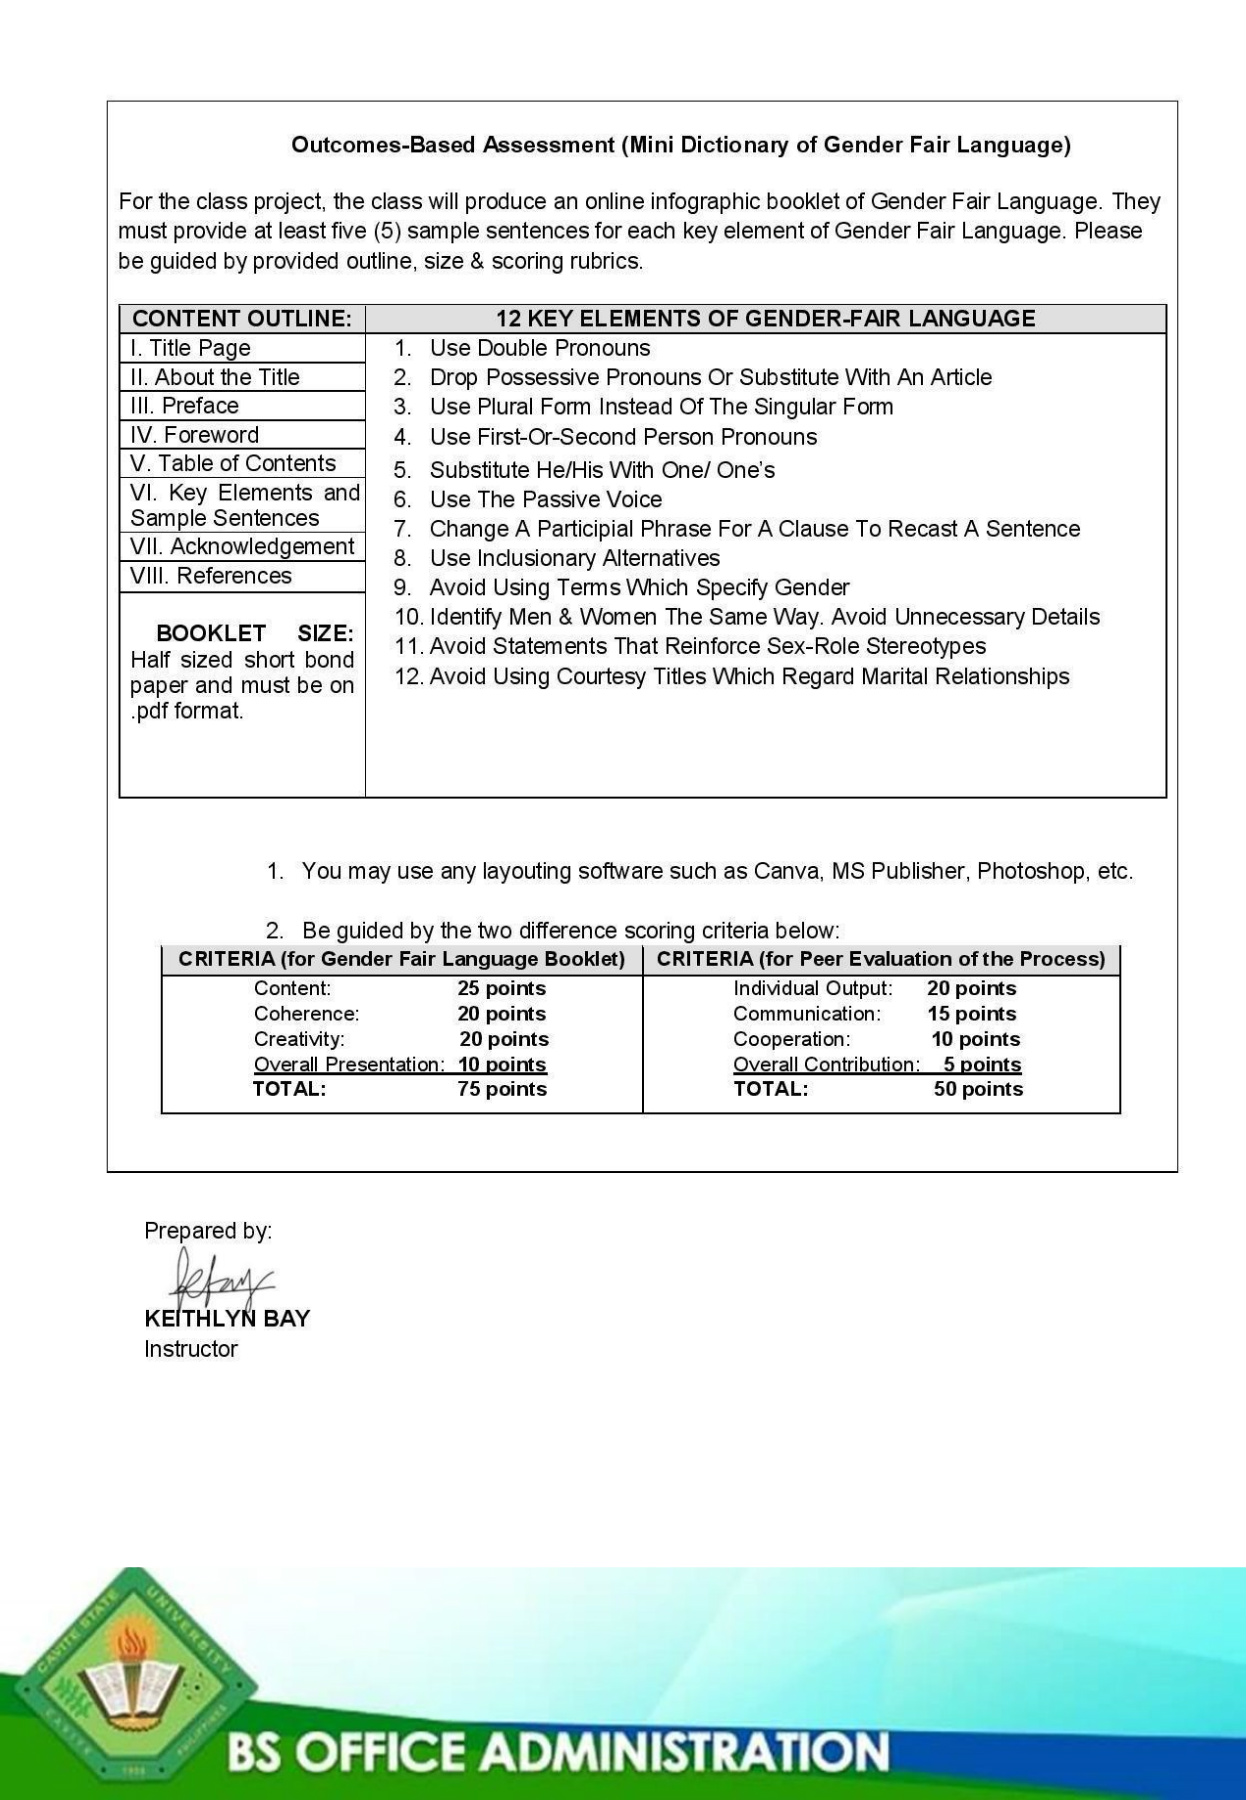 Outcomes-Based Assessment (Mini Dictionary of Gender Fair Language)
For the class project, the class will produce an online infographic booklet of Gender Fair Language. They
must provide at least five (5) sample sentences for each key element of Gender Fair Language. Please
be guided by provided outline, size & scoring rubrics.
CONTENT OUTLINE:
I. Title Page
II. About the Title
III. Preface
IV. Foreword
V. Table of Contents
VI. Key Elements and
Sample Sentences
VII. Acknowledgement
VIII. References
BOOKLET SIZE:
Half sized short bond
paper and must be on
.pdf format.
12 KEY ELEMENTS OF GENDER-FAIR LANGUAGE
1. Use Double Pronouns
2. Drop Possessive Pronouns Or Substitute With An Article
3. Use Plural Form Instead Of The Singular Form
4. Use First-Or-Second Person Pronouns
5. Substitute He/His With One/ One's
6. Use The Passive Voice
7. Change A Participial Phrase For A Clause To Recast A Sentence
8. Use Inclusionary Alternatives
9. Avoid Using Terms Which Specify Gender
10. Identify Men & Women The Same Way. Avoid Unnecessary Details
11. Avoid Statements That Reinforce Sex-Role Stereotypes
12. Avoid Using Courtesy Titles Which Regard Marital Relationships
1. You may use any layouting software such as Canva, MS Publisher, Photoshop, etc.
2. Be guided by the two difference scoring criteria below:
CRITERIA (for Gender Fair Language Booklet)
Content: 25 points
Coherence: 20 points
Creativity: 20 points
Overall Presentation: 10 points
TOTAL: 75 points
CRITERIA (for Peer Evaluation of the Process)
Individual Output: 20 points
Communication: 15 points
Cooperation: 10 points
Overall Contribution: 5 points
TOTAL: 50 points
Prepared by:
KEITHLYN BAY
Instructor
CAVITE STATE UNIVERSITY
CAVITE PHILIPPINES
BS OFFICE ADMINISTRATION